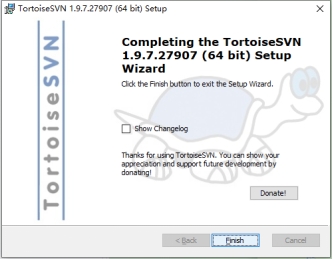 TortoiseSVN 1.9.7.27907 (64 bit) Setup
TortoiseSVN
Completing the TortoiseSVN
1.9.7.27907 (64 bit) Setup
Wizard
Click the Finish button to exit the Setup Wizard.
Show Changelog
Thanks for using TortoiseSVN. You can show your
appreciation and support future development by
donating!
Donate!
< Back Finish Cancel